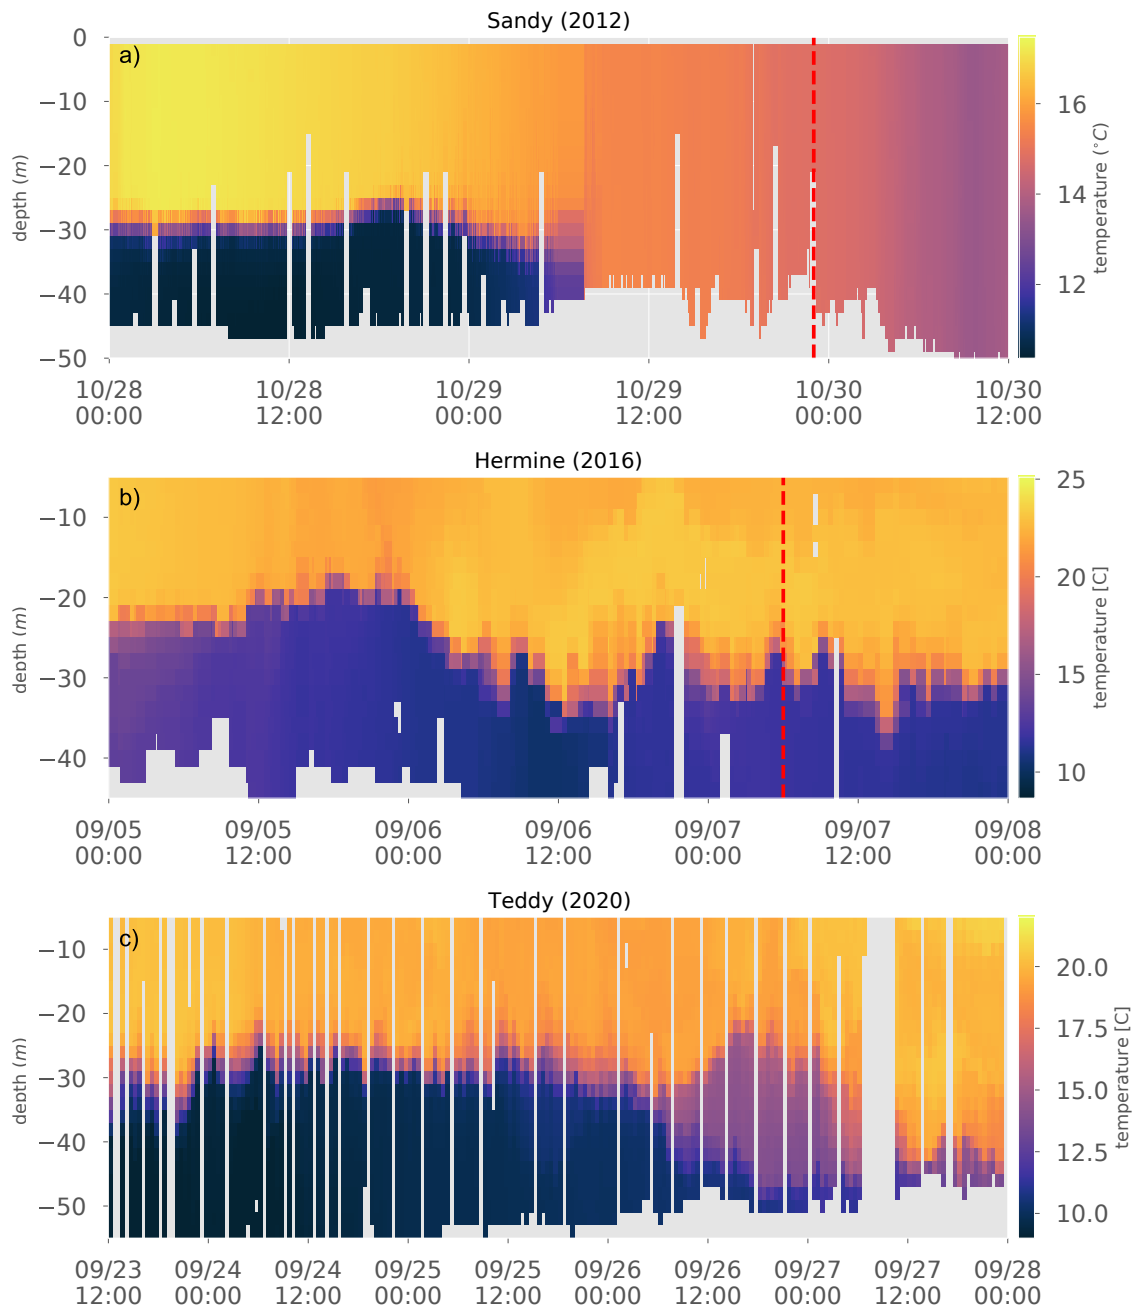 Sandy (2012)
a)
0
−10
−20
−30
−40
−50
depth (m)
16
14
12
temperature (°C)
10/28 10/28 10/29 10/29 10/30 10/30
00:00 12:00 00:00 12:00 00:00 12:00
Hermine (2016)
b)
−10
−20
−30
−40
depth (m)
25
20
15
10
temperature [C]
09/05 09/05 09/06 09/06 09/07 09/07 09/08
00:00 12:00 00:00 12:00 00:00 12:00 00:00
Teddy (2020)
c)
−10
−20
−30
−40
−50
depth (m)
20.0
17.5
15.0
12.5
10.0
temperature [C]
09/23 09/24 09/24 09/25 09/25 09/26 09/26 09/27 09/27 09/28
12:00 00:00 12:00 00:00 12:00 00:00 12:00 00:00 12:00 00:00